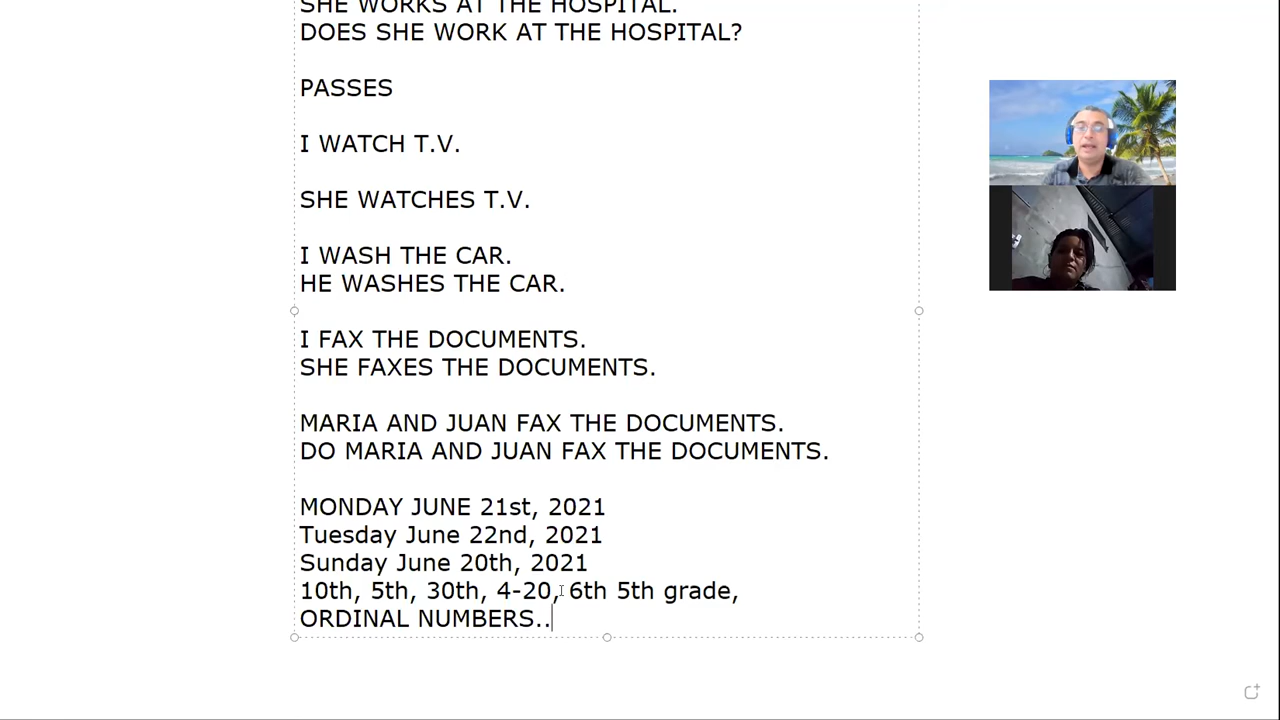 SHE WORKS AT THE HOSPITAL.
DOES SHE WORK AT THE HOSPITAL?
PASSES
I WATCH T.V.
SHE WATCHES T.V.
I WASH THE CAR.
HE WASHES THE CAR.
I FAX THE DOCUMENTS.
SHE FAXES THE DOCUMENTS.
MARIA AND JUAN FAX THE DOCUMENTS.
DO MARIA AND JUAN FAX THE DOCUMENTS.
MONDAY JUNE 21st, 2021
Tuesday June 22nd, 2021
Sunday June 20th, 2021
10th, 5th, 30th, 4-20, 6th 5th grade,
ORDINAL NUMBERS..